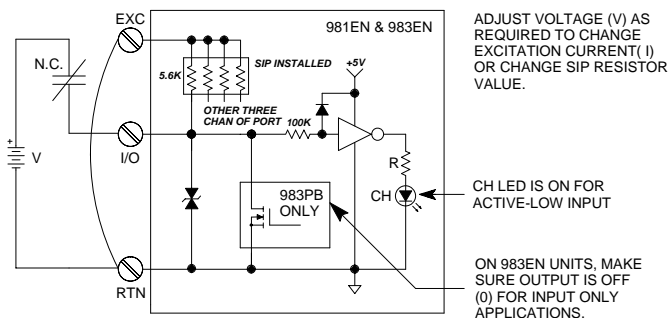 EXC
981EN & 983EN
ADJUST VOLTAGE (V) AS
REQUIRED TO CHANGE
EXCITATION CURRENT( I)
OR CHANGE SIP RESISTOR
VALUE.
N.C.
5.6K
SIP INSTALLED
+5V
OTHER THREE
CHAN OF PORT
100K
+
V
I/O
R
983PB
ONLY
CH
CH LED IS ON FOR
ACTIVE-LOW INPUT
RTN
ON 983EN UNITS, MAKE
SURE OUTPUT IS OFF
(0) FOR INPUT ONLY
APPLICATIONS.